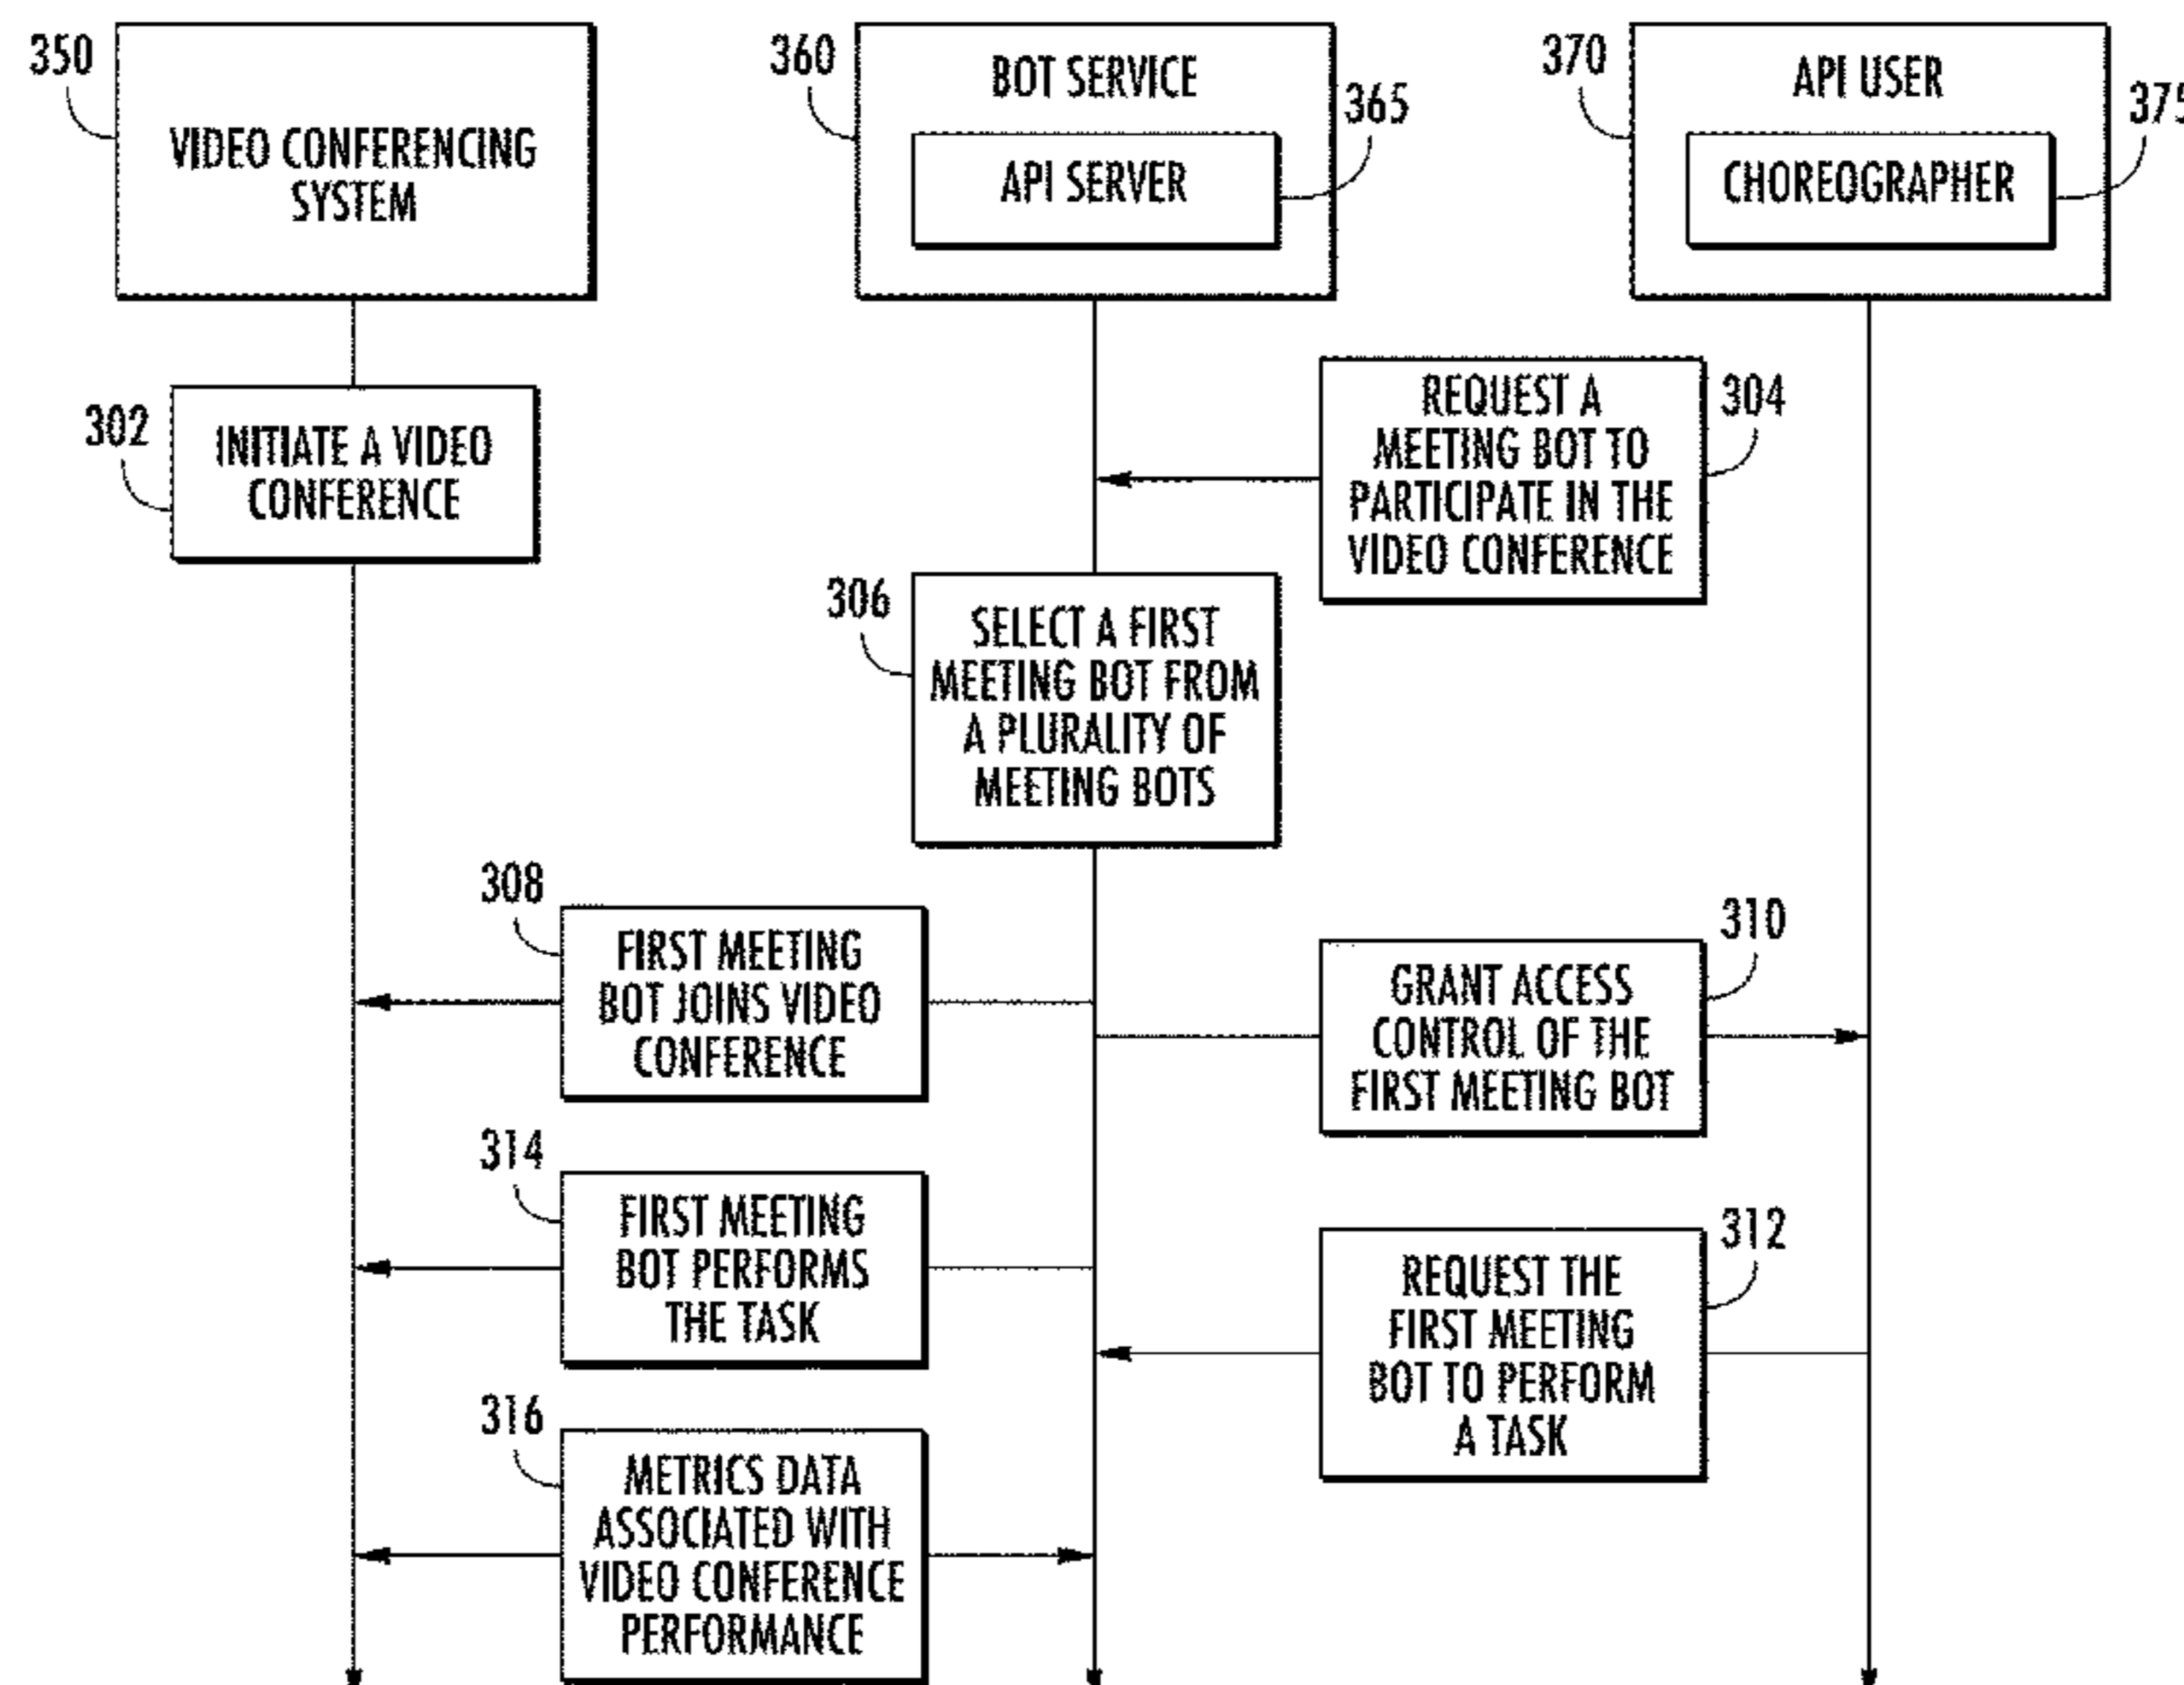 350
VIDEO CONFERENCING
SYSTEM
360
BOT SERVICE
365
API SERVER
370
API USER
375
CHOREOGRAPHER
302
INITIATE A VIDEO
CONFERENCE
304
REQUEST A
MEETING BOT TO
PARTICIPATE IN THE
VIDEO CONFERENCE
306
SELECT A FIRST
MEETING BOT FROM
A PLURALITY OF
MEETING BOTS
308
FIRST MEETING
BOT JOINS VIDEO
CONFERENCE
310
GRANT ACCESS
CONTROL OF THE
FIRST MEETING BOT
314
FIRST MEETING
BOT PERFORMS
THE TASK
312
REQUEST THE
FIRST MEETING
BOT TO PERFORM
A TASK
316
METRICS DATA
ASSOCIATED WITH
VIDEO CONFERENCE
PERFORMANCE